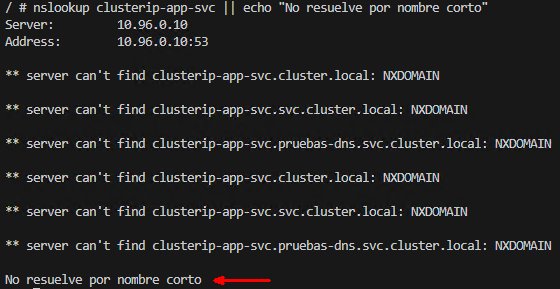 / # nslookup clusterip-app-svc || echo "No resuelve por nombre corto"
Server:         10.96.0.10
Address:        10.96.0.10:53

** server can't find clusterip-app-svc.cluster.local: NXDOMAIN

** server can't find clusterip-app-svc.svc.cluster.local: NXDOMAIN

** server can't find clusterip-app-svc.pruebas-dns.svc.cluster.local: NXDOMAIN

** server can't find clusterip-app-svc.cluster.local: NXDOMAIN

** server can't find clusterip-app-svc.svc.cluster.local: NXDOMAIN

** server can't find clusterip-app-svc.pruebas-dns.svc.cluster.local: NXDOMAIN

No resuelve por nombre corto